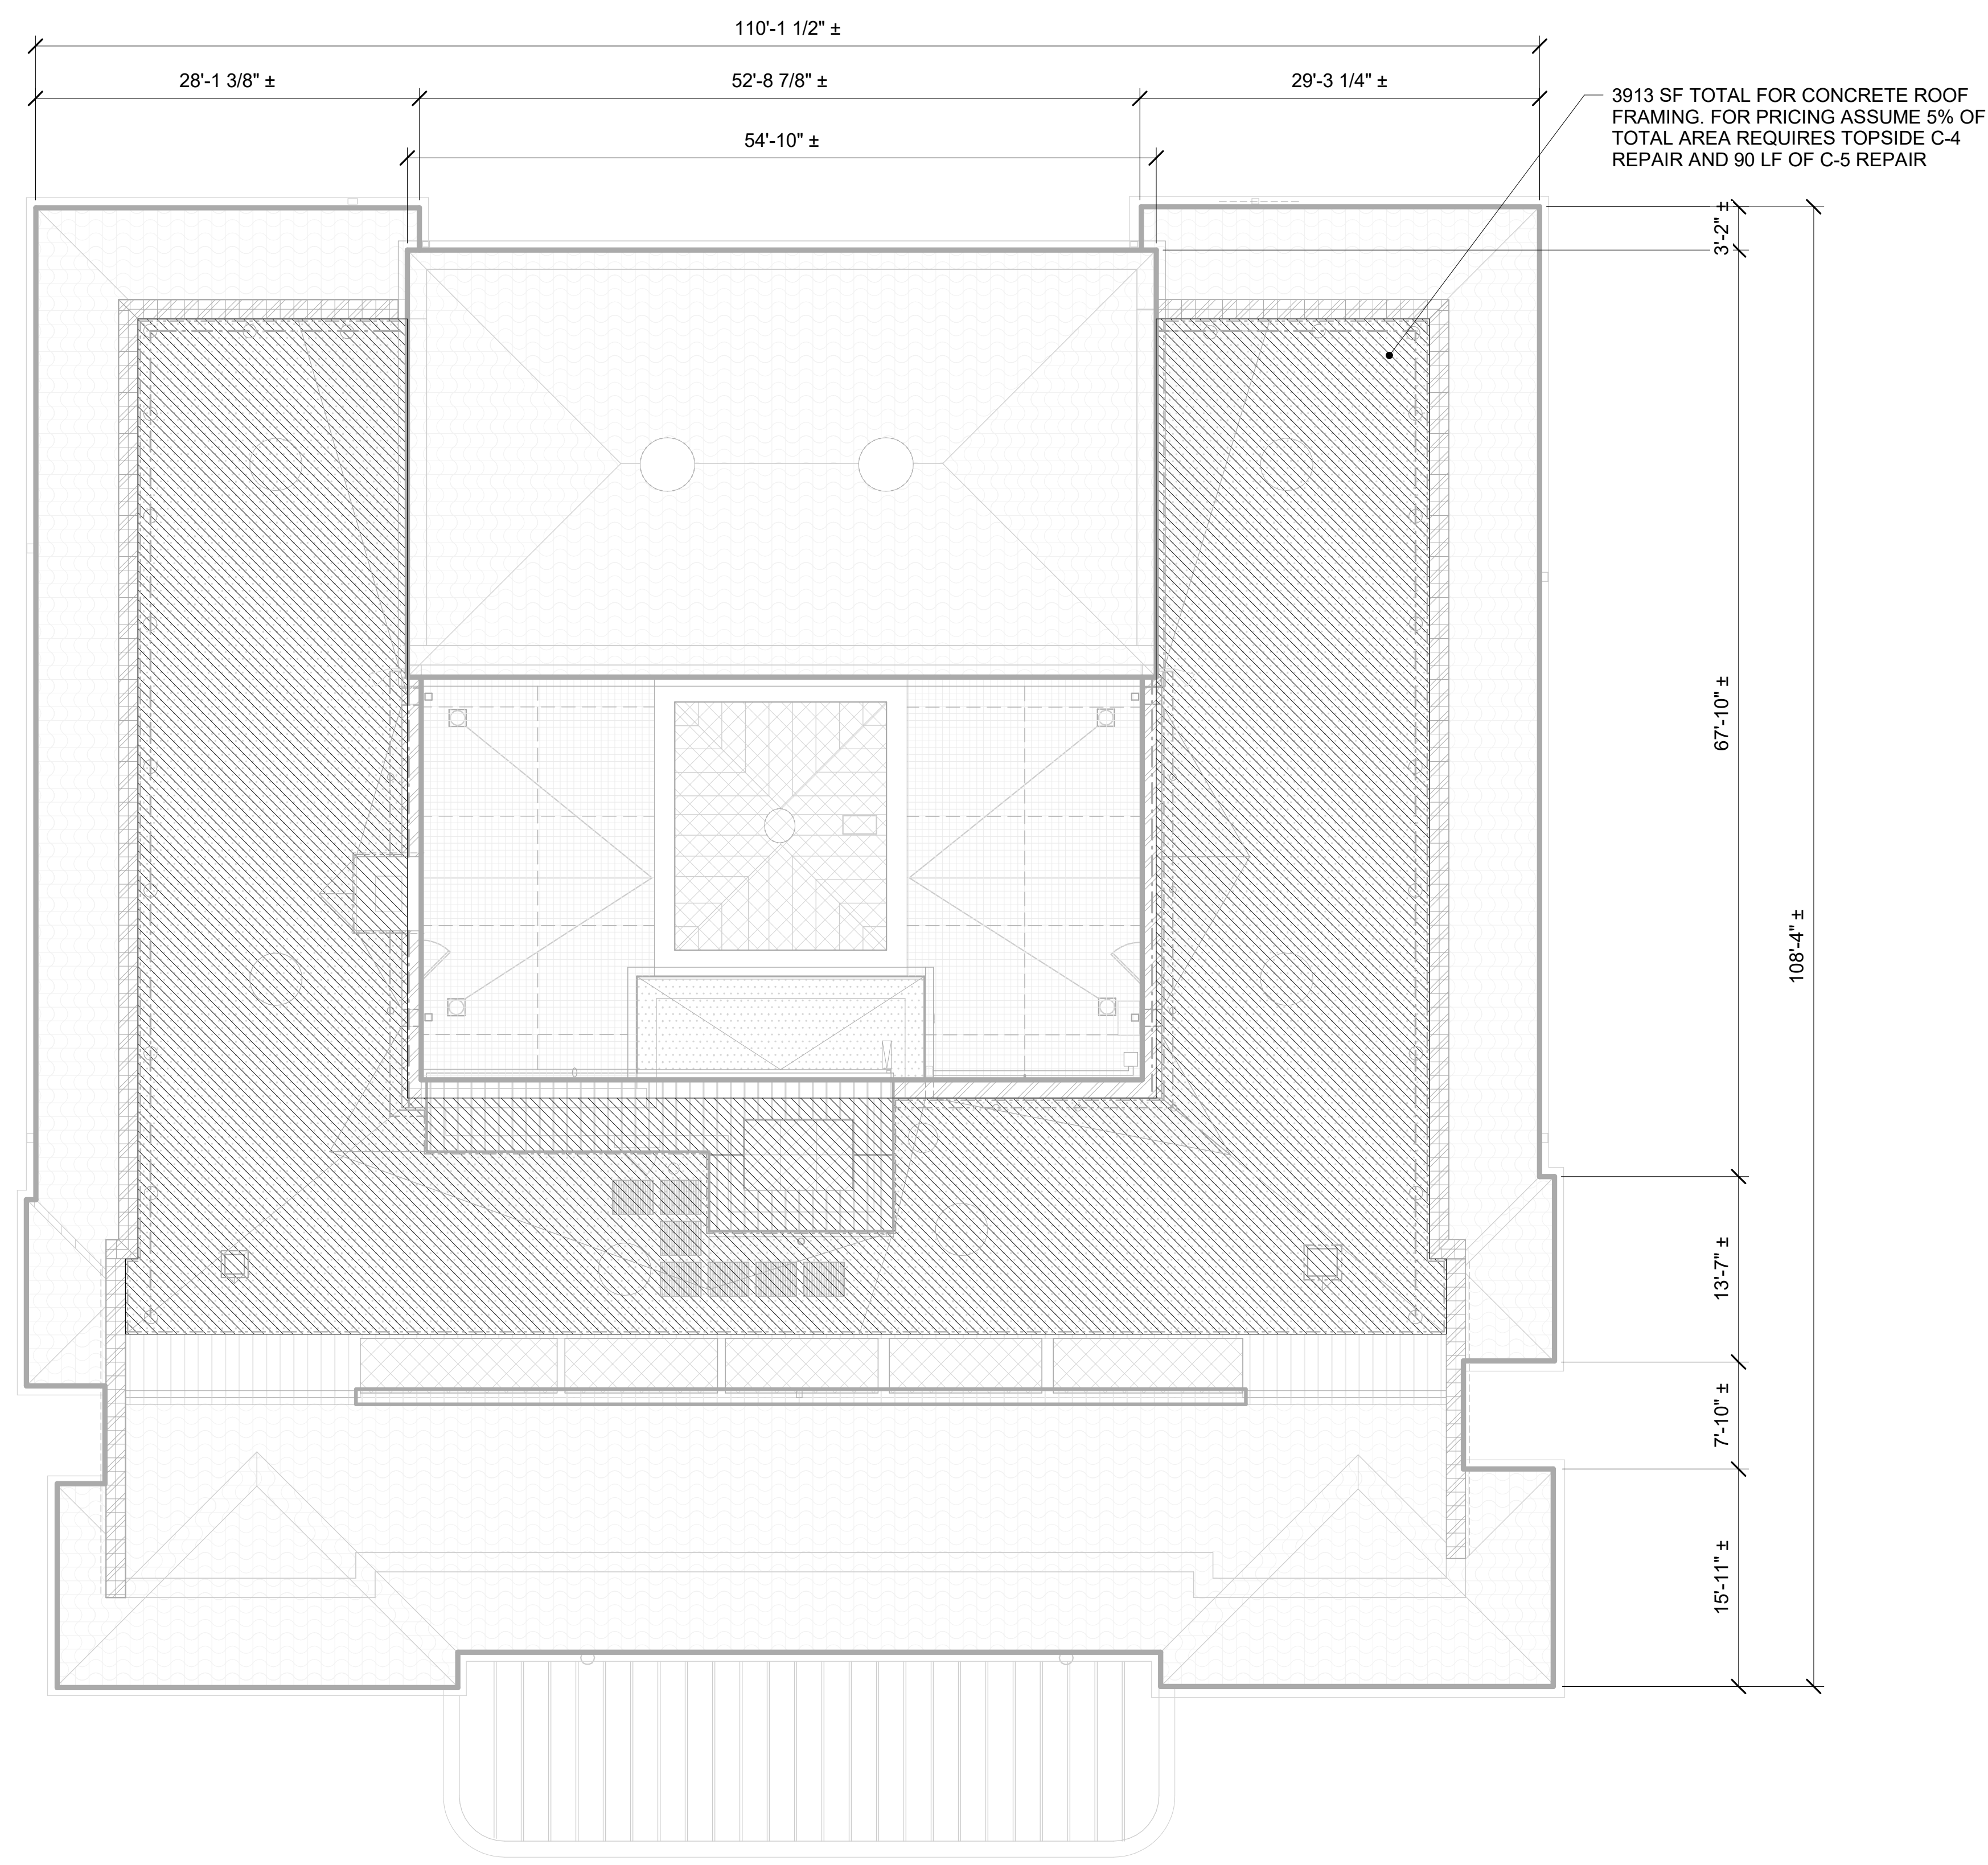 110'-1 1/2" ±
28'-1 3/8" ±
52'-8 7/8" ±
29'-3 1/4" ±
54'-10" ±
3913 SF TOTAL FOR CONCRETE ROOF
FRAMING. FOR PRICING ASSUME 5% OF
TOTAL AREA REQUIRES TOPSIDE C-4
REPAIR AND 90 LF OF C-5 REPAIR
3'-2" ±
67'-10" ±
108'-4" ±
13'-7" ±
7'-10" ±
15'-11" ±